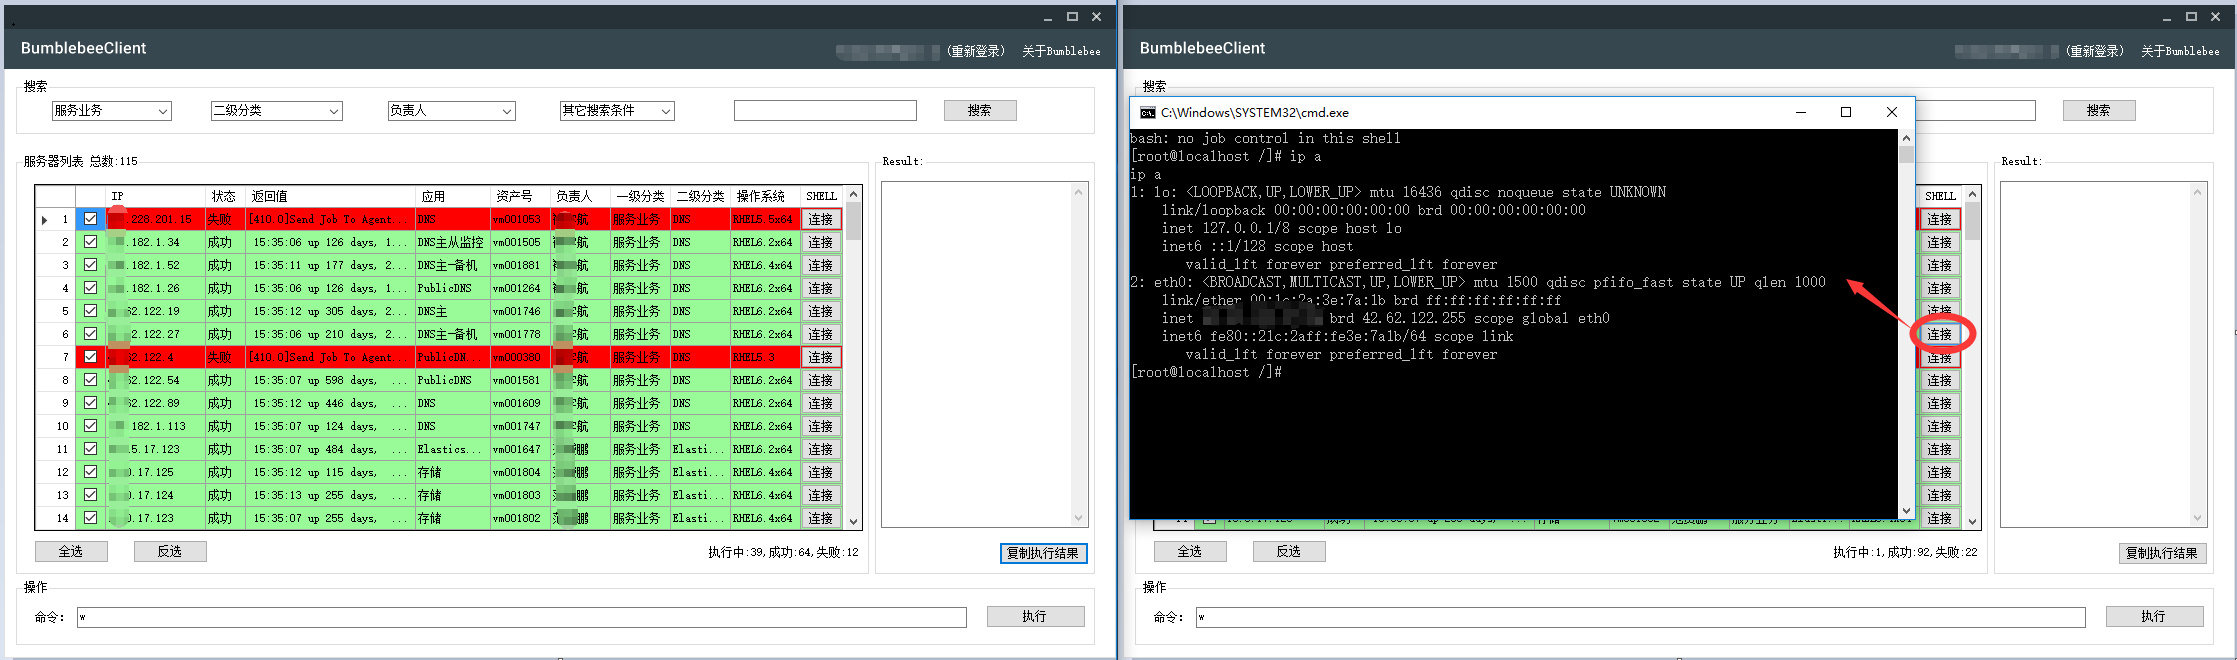 BumblebeeClient
(重新登录) 关于Bumblebee
搜索
服务业务 二级分类 负责人 其它搜索条件 搜索
服务器列表 总数:115
IP 状态 返回值 应用 资产号 负责人 一级分类 二级分类 操作系统 SHELL
1 .228.201.15 失败 [410.0]Send Job To Agent... DNS vm001053 航 服务业务 DNS RHEL5.5x64 连接
2 .182.1.34 成功 15:35:06 up 126 days, 1... DNS主从监控 vm001505 航 服务业务 DNS RHEL6.2x64 连接
3 .182.1.52 成功 15:35:11 up 177 days, 2... DNS主-备机 vm001881 航 服务业务 DNS RHEL6.4x64 连接
4 .182.1.26 成功 15:35:06 up 126 days, 1... PublicDNS vm001264 航 服务业务 DNS RHEL6.2x64 连接
5 62.122.19 成功 15:35:12 up 305 days, 2... DNS主 vm001746 字航 服务业务 DNS RHEL6.2x64 连接
6 2.122.27 成功 15:35:06 up 210 days, 2... DNS主-备机 vm001778 字航 服务业务 DNS RHEL6.2x64 连接
7 62.122.4 失败 [410.0]Send Job To Agent... PublicDN... vm000360 字航 服务业务 DNS RHEL5.3 连接
8 62.122.54 成功 15:35:07 up 598 days, ... PublicDNS vm001581 字航 服务业务 DNS RHEL6.2x64 连接
9 62.122.89 成功 15:35:12 up 446 days, ... DNS vm001609 字航 服务业务 DNS RHEL6.2x64 连接
10 182.1.113 成功 15:35:07 up 124 days, ... DNS vm001747 字航 服务业务 DNS RHEL6.2x64 连接
11 5.17.123 成功 15:35:07 up 484 days, ... Elastics... vm001647 鹏 服务业务 Elasti... RHEL6.2x64 连接
12 0.17.125 成功 15:35:12 up 115 days, ... 存储 vm001804 鹏 服务业务 Elasti... RHEL6.4x64 连接
13 0.17.124 成功 15:35:13 up 255 days, ... 存储 vm001803 鹏 服务业务 Elasti... RHEL6.4x64 连接
14 0.17.123 成功 15:35:07 up 255 days, ... 存储 vm001802 鹏 服务业务 Elasti... RHEL6.4x64 连接
全选 反选 执行中:39,成功:64,失败:12
Result:
复制执行结果
操作
命令: w 执行
BumblebeeClient
(重新登录) 关于Bumblebee
搜索
搜索
C:\Windows\SYSTEM32\cmd.exe
bash: no job control in this shell
[root@localhost /]# ip a
ip a
1: lo: <LOOPBACK,UP,LOWER_UP> mtu 16436 qdisc noqueue state UNKNOWN
link/loopback 00:00:00:00:00:00 brd 00:00:00:00:00:00
inet 127.0.0.1/8 scope host lo
inet6 ::1/128 scope host
valid_lft forever preferred_lft forever
2: eth0: <BROADCAST,MULTICAST,UP,LOWER_UP> mtu 1500 qdisc pfifo_fast state UP qlen 1000
link/ether 00:1c:2a:3e:7a:1b brd ff:ff:ff:ff:ff:ff
inet brd 42.62.122.255 scope global eth0
inet6 fe80::21c:2aff:fe3e:7a1b/64 scope link
valid_lft forever preferred_lft forever
[root@localhost /]#
SHELL
连接
连接
连接
连接
连接
连接
连接
连接
连接
连接
连接
连接
连接
连接
全选 反选 执行中:1,成功:92,失败:22
Result:
复制执行结果
操作
命令: w 执行